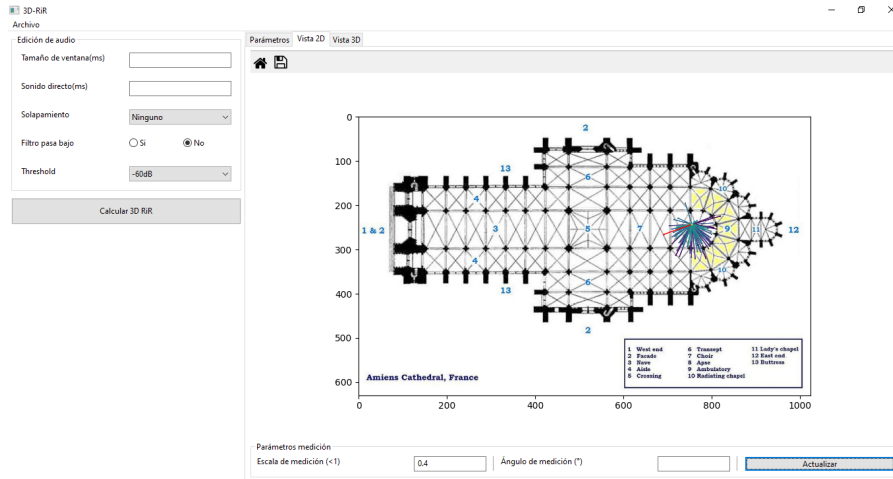 3D-RiR
Archivo
Edición de audio
Tamaño de ventana(ms)
Sonido directo(ms)
Solapamiento
Ninguno
Filtro pasa bajo
Si
No
Threshold
-60dB
Calcular 3D RiR
Parámetros
Vista 2D
Vista 3D
0
100
200
300
400
500
600
0
200
400
600
800
1000
2
13
6
10
4
1 & 2
3
5
7
9
11
12
4
6
10
13
2
Amiens Cathedral, France
1 West end
2 Facade
3 Nave
4 Aisle
5 Crossing
6 Transept
7 Choir
8 Apse
9 Ambulatory
10 Radiating chapel
11 Lady's chapel
12 East end
13 Buttress
Parámetros medición
Escala de medición (<1)
0.4
Ángulo de medición (°)
Actualizar